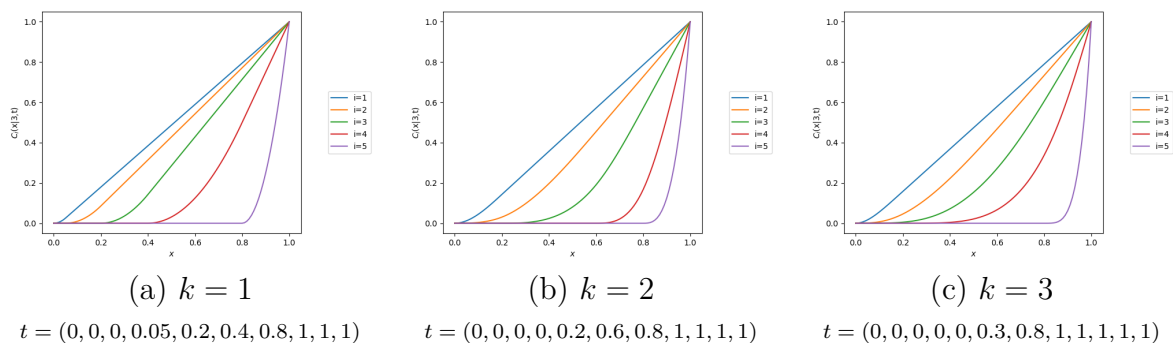 1.0
0.8
0.6
0.4
0.2
0.0
C_i(x|3,t)
0.0 0.2 0.4 0.6 0.8 1.0
x
i=1
i=2
i=3
i=4
i=5
(a) k = 1
t = (0, 0, 0, 0.05, 0.2, 0.4, 0.8, 1, 1, 1)
1.0
0.8
0.6
0.4
0.2
0.0
C_i(x|3,t)
0.0 0.2 0.4 0.6 0.8 1.0
x
i=1
i=2
i=3
i=4
i=5
(b) k = 2
t = (0, 0, 0, 0, 0.2, 0.6, 0.8, 1, 1, 1, 1)
1.0
0.8
0.6
0.4
0.2
0.0
C_i(x|3,t)
0.0 0.2 0.4 0.6 0.8 1.0
x
i=1
i=2
i=3
i=4
i=5
(c) k = 3
t = (0, 0, 0, 0, 0, 0.3, 0.8, 1, 1, 1, 1, 1)